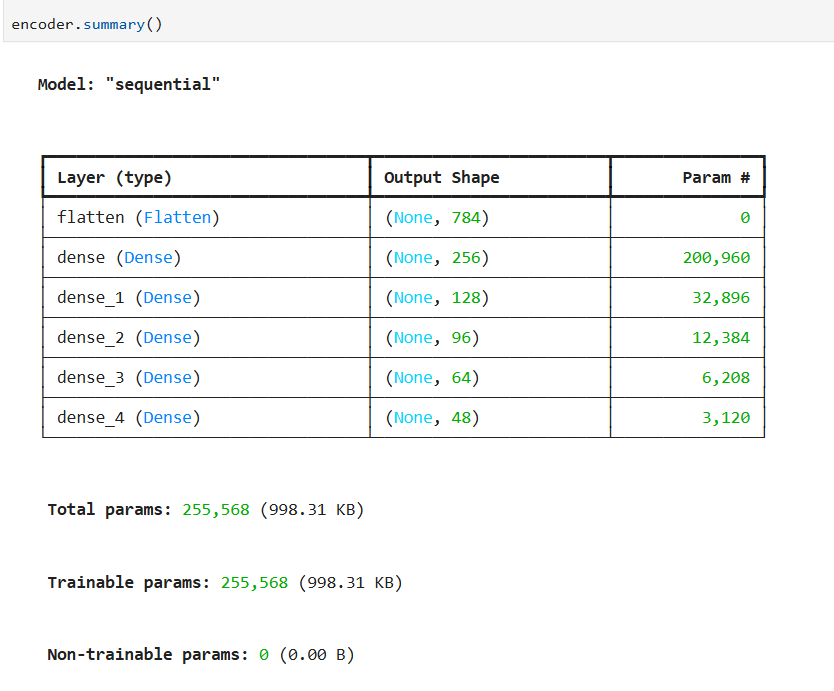 encoder.summary()
Model: "sequential"
Layer (type) Output Shape Param #
flatten (Flatten) (None, 784) 0
dense (Dense) (None, 256) 200,960
dense_1 (Dense) (None, 128) 32,896
dense_2 (Dense) (None, 96) 12,384
dense_3 (Dense) (None, 64) 6,208
dense_4 (Dense) (None, 48) 3,120
Total params: 255,568 (998.31 KB)
Trainable params: 255,568 (998.31 KB)
Non-trainable params: 0 (0.00 B)